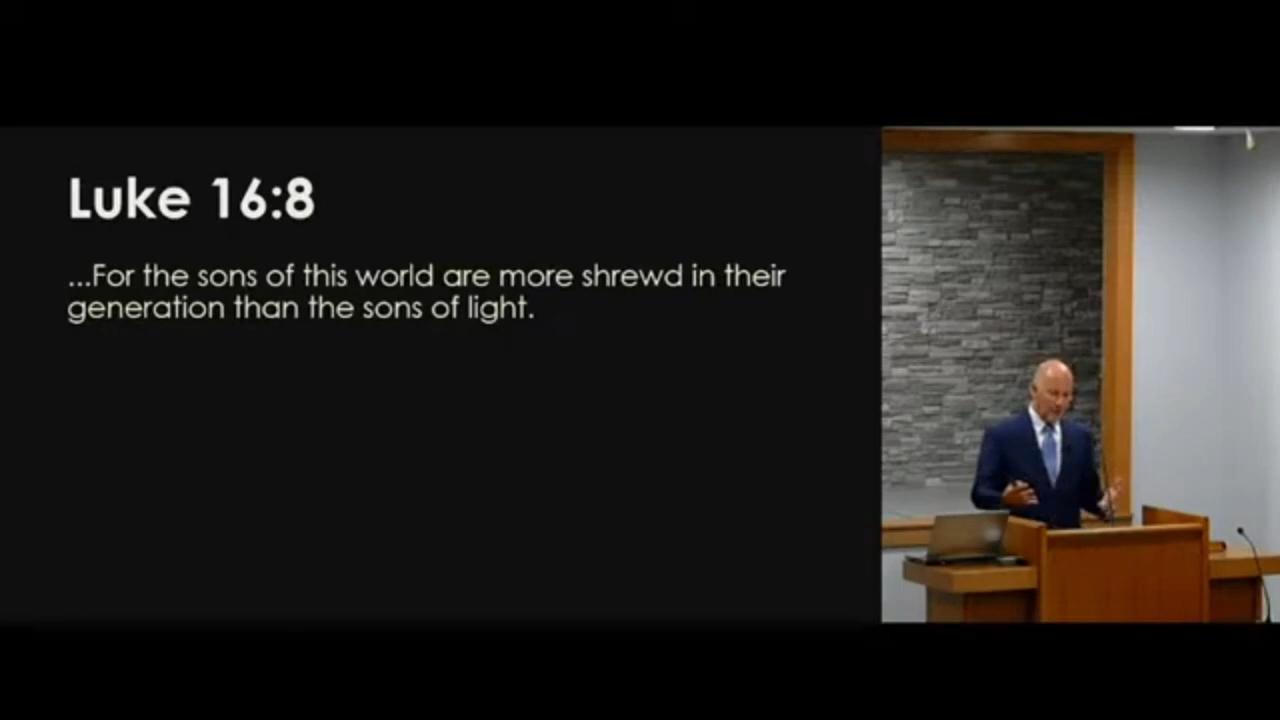 Luke 16:8
...For the sons of this world are more shrewd in their
generation than the sons of light.